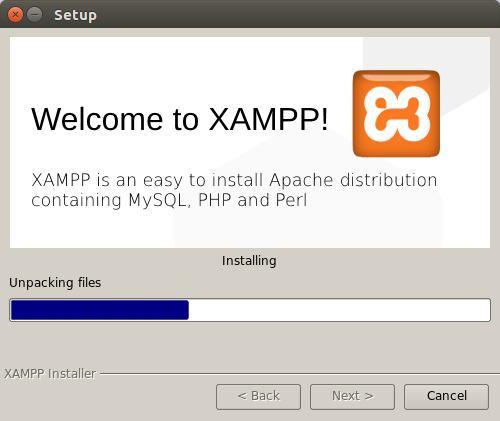 Setup
Welcome to XAMPP!
XAMPP is an easy to install Apache distribution
containing MySQL, PHP and Perl
Installing
Unpacking files
XAMPP Installer
< Back
Next >
Cancel